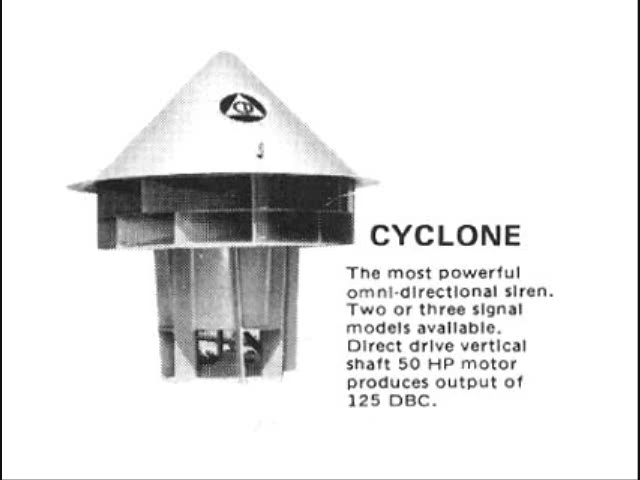 CD
CYCLONE
The most powerful
omni-directional siren.
Two or three signal
models available.
Direct drive vertical
shaft 50 HP motor
produces output of
125 DBC.